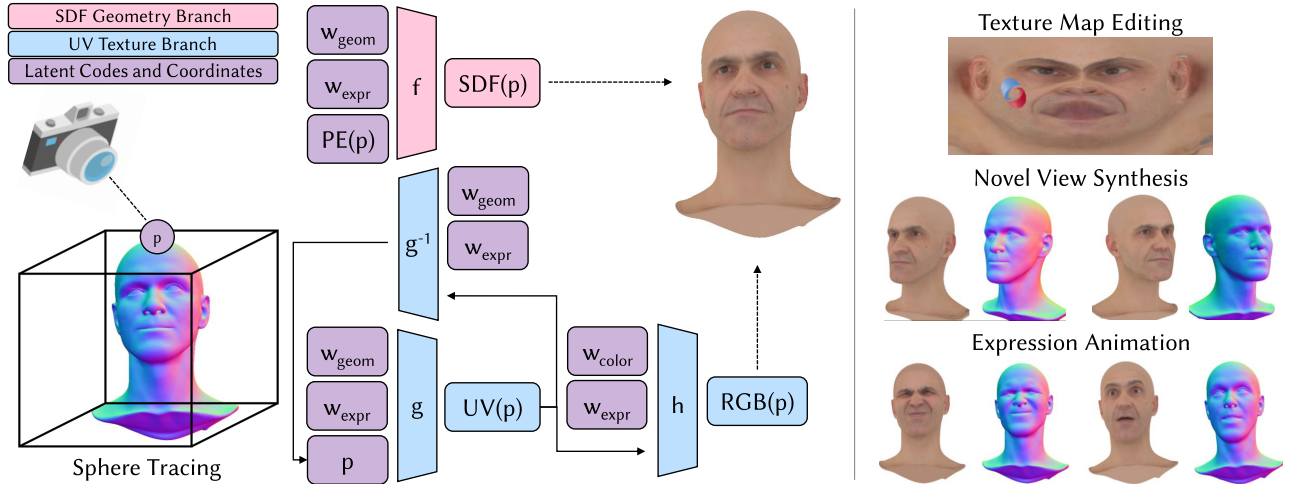 SDF Geometry Branch
UV Texture Branch
Latent Codes and Coordinates
p
Sphere Tracing
w_geom
w_expr
PE(p)
f
SDF(p)
g⁻¹
w_geom
w_expr
w_geom
w_expr
p
g
UV(p)
w_color
w_expr
h
RGB(p)
Texture Map Editing
Novel View Synthesis
Expression Animation